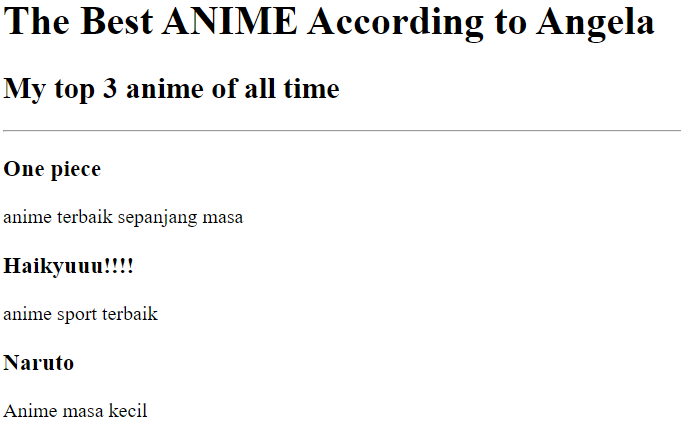 The Best ANIME According to Angela
My top 3 anime of all time
One piece
anime terbaik sepanjang masa
Haikyuuu!!!!
anime sport terbaik
Naruto
Anime masa kecil